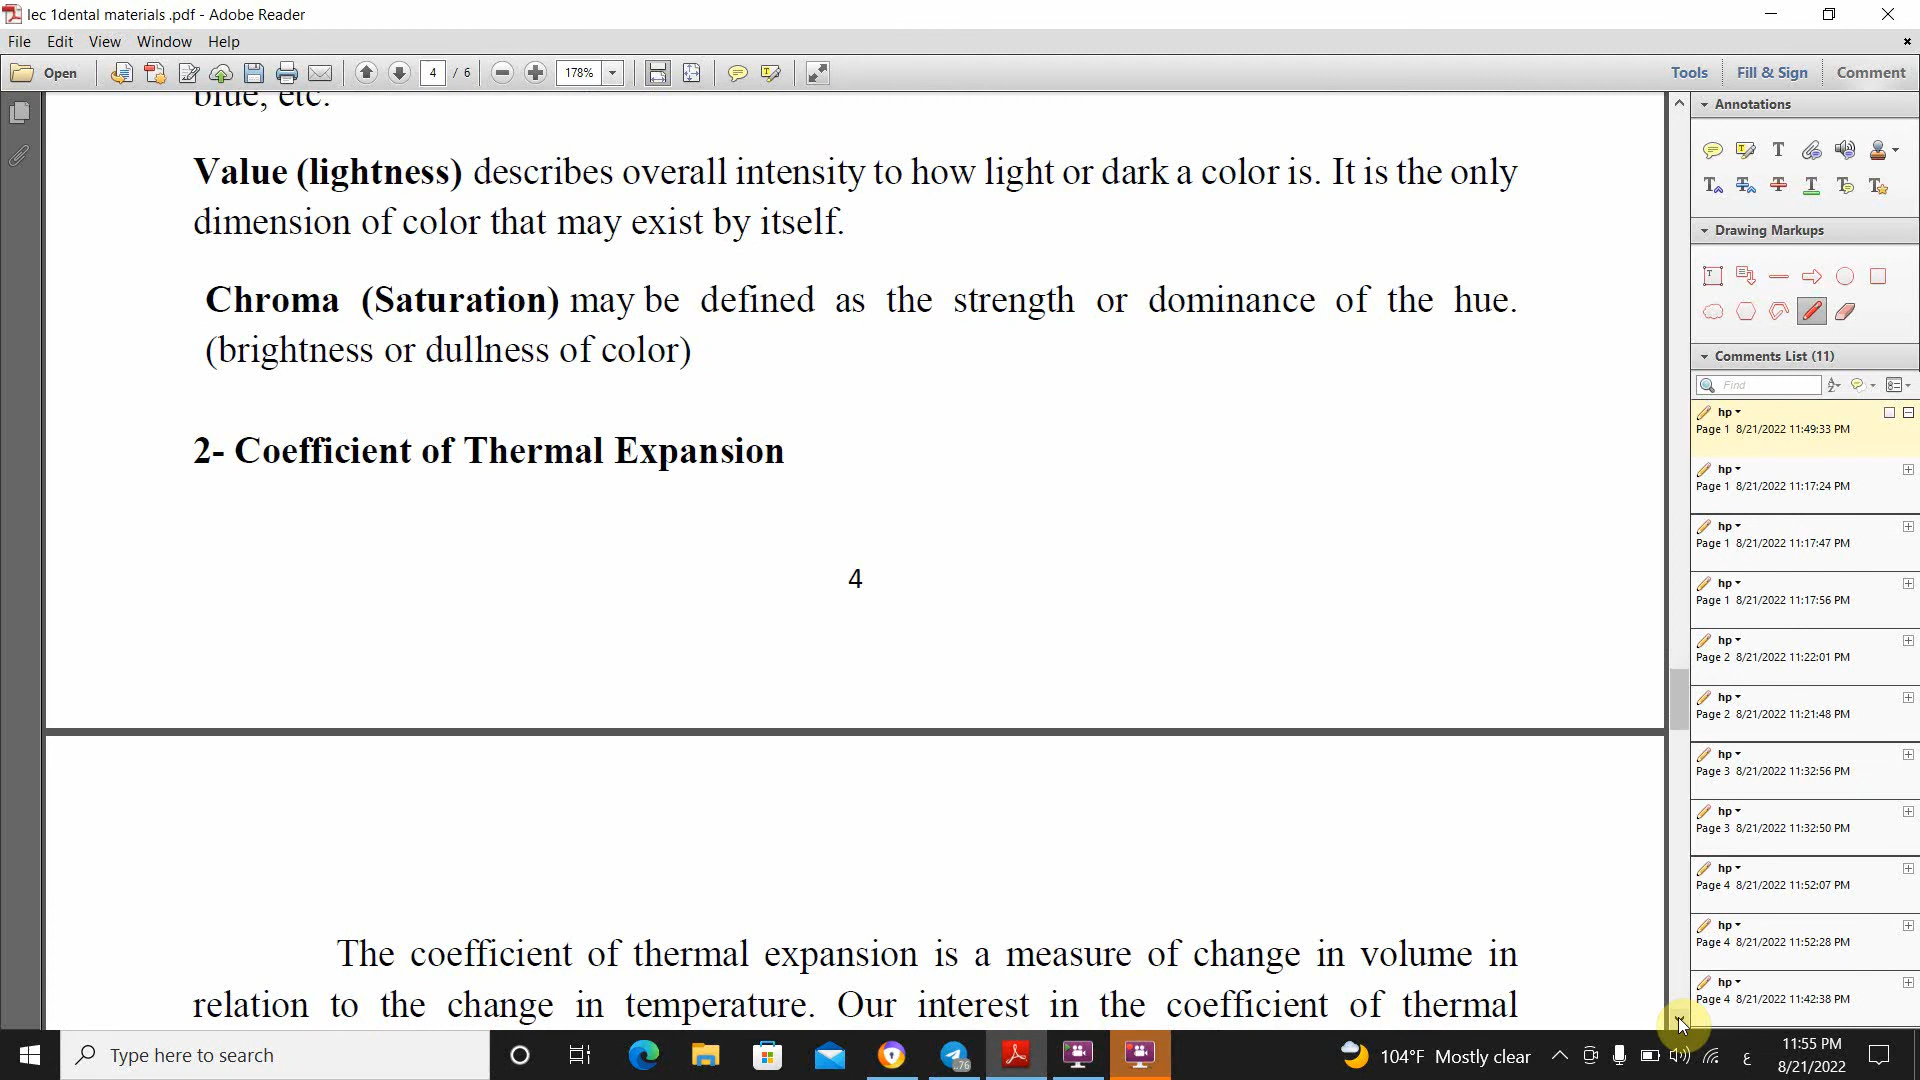 lec 1dental materials .pdf - Adobe Reader
File Edit View Window Help
Open 4 / 6 178% Tools Fill & Sign Comment
blue, etc.
Value (lightness) describes overall intensity to how light or dark a color is. It is the only
dimension of color that may exist by itself.
Chroma (Saturation) may be defined as the strength or dominance of the hue.
(brightness or dullness of color)
2- Coefficient of Thermal Expansion
4
The coefficient of thermal expansion is a measure of change in volume in
relation to the change in temperature. Our interest in the coefficient of thermal
Annotations
Drawing Markups
Comments List (11)
Find
hp
Page 1 8/21/2022 11:49:33 PM
hp
Page 1 8/21/2022 11:17:24 PM
hp
Page 1 8/21/2022 11:17:47 PM
hp
Page 1 8/21/2022 11:17:56 PM
hp
Page 2 8/21/2022 11:22:01 PM
hp
Page 2 8/21/2022 11:21:48 PM
hp
Page 3 8/21/2022 11:32:56 PM
hp
Page 3 8/21/2022 11:32:50 PM
hp
Page 4 8/21/2022 11:52:07 PM
hp
Page 4 8/21/2022 11:52:28 PM
hp
Page 4 8/21/2022 11:42:38 PM
Type here to search
76
104°F Mostly clear
ع
11:55 PM
8/21/2022